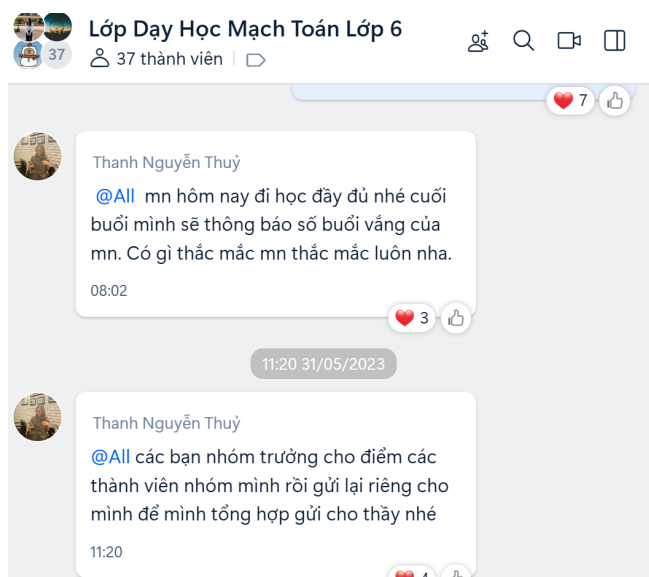 Lớp Dạy Học Mạch Toán Lớp 6
37
37 thành viên
7
Thanh Nguyễn Thuỷ
@All mn hôm nay đi học đầy đủ nhé cuối
buổi mình sẽ thông báo số buổi vắng của
mn. Có gì thắc mắc mn thắc mắc luôn nha.
08:02
3
11:20 31/05/2023
Thanh Nguyễn Thuỷ
@All các bạn nhóm trưởng cho điểm các
thành viên nhóm mình rồi gửi lại riêng cho
mình để mình tổng hợp gửi cho thầy nhé
11:20